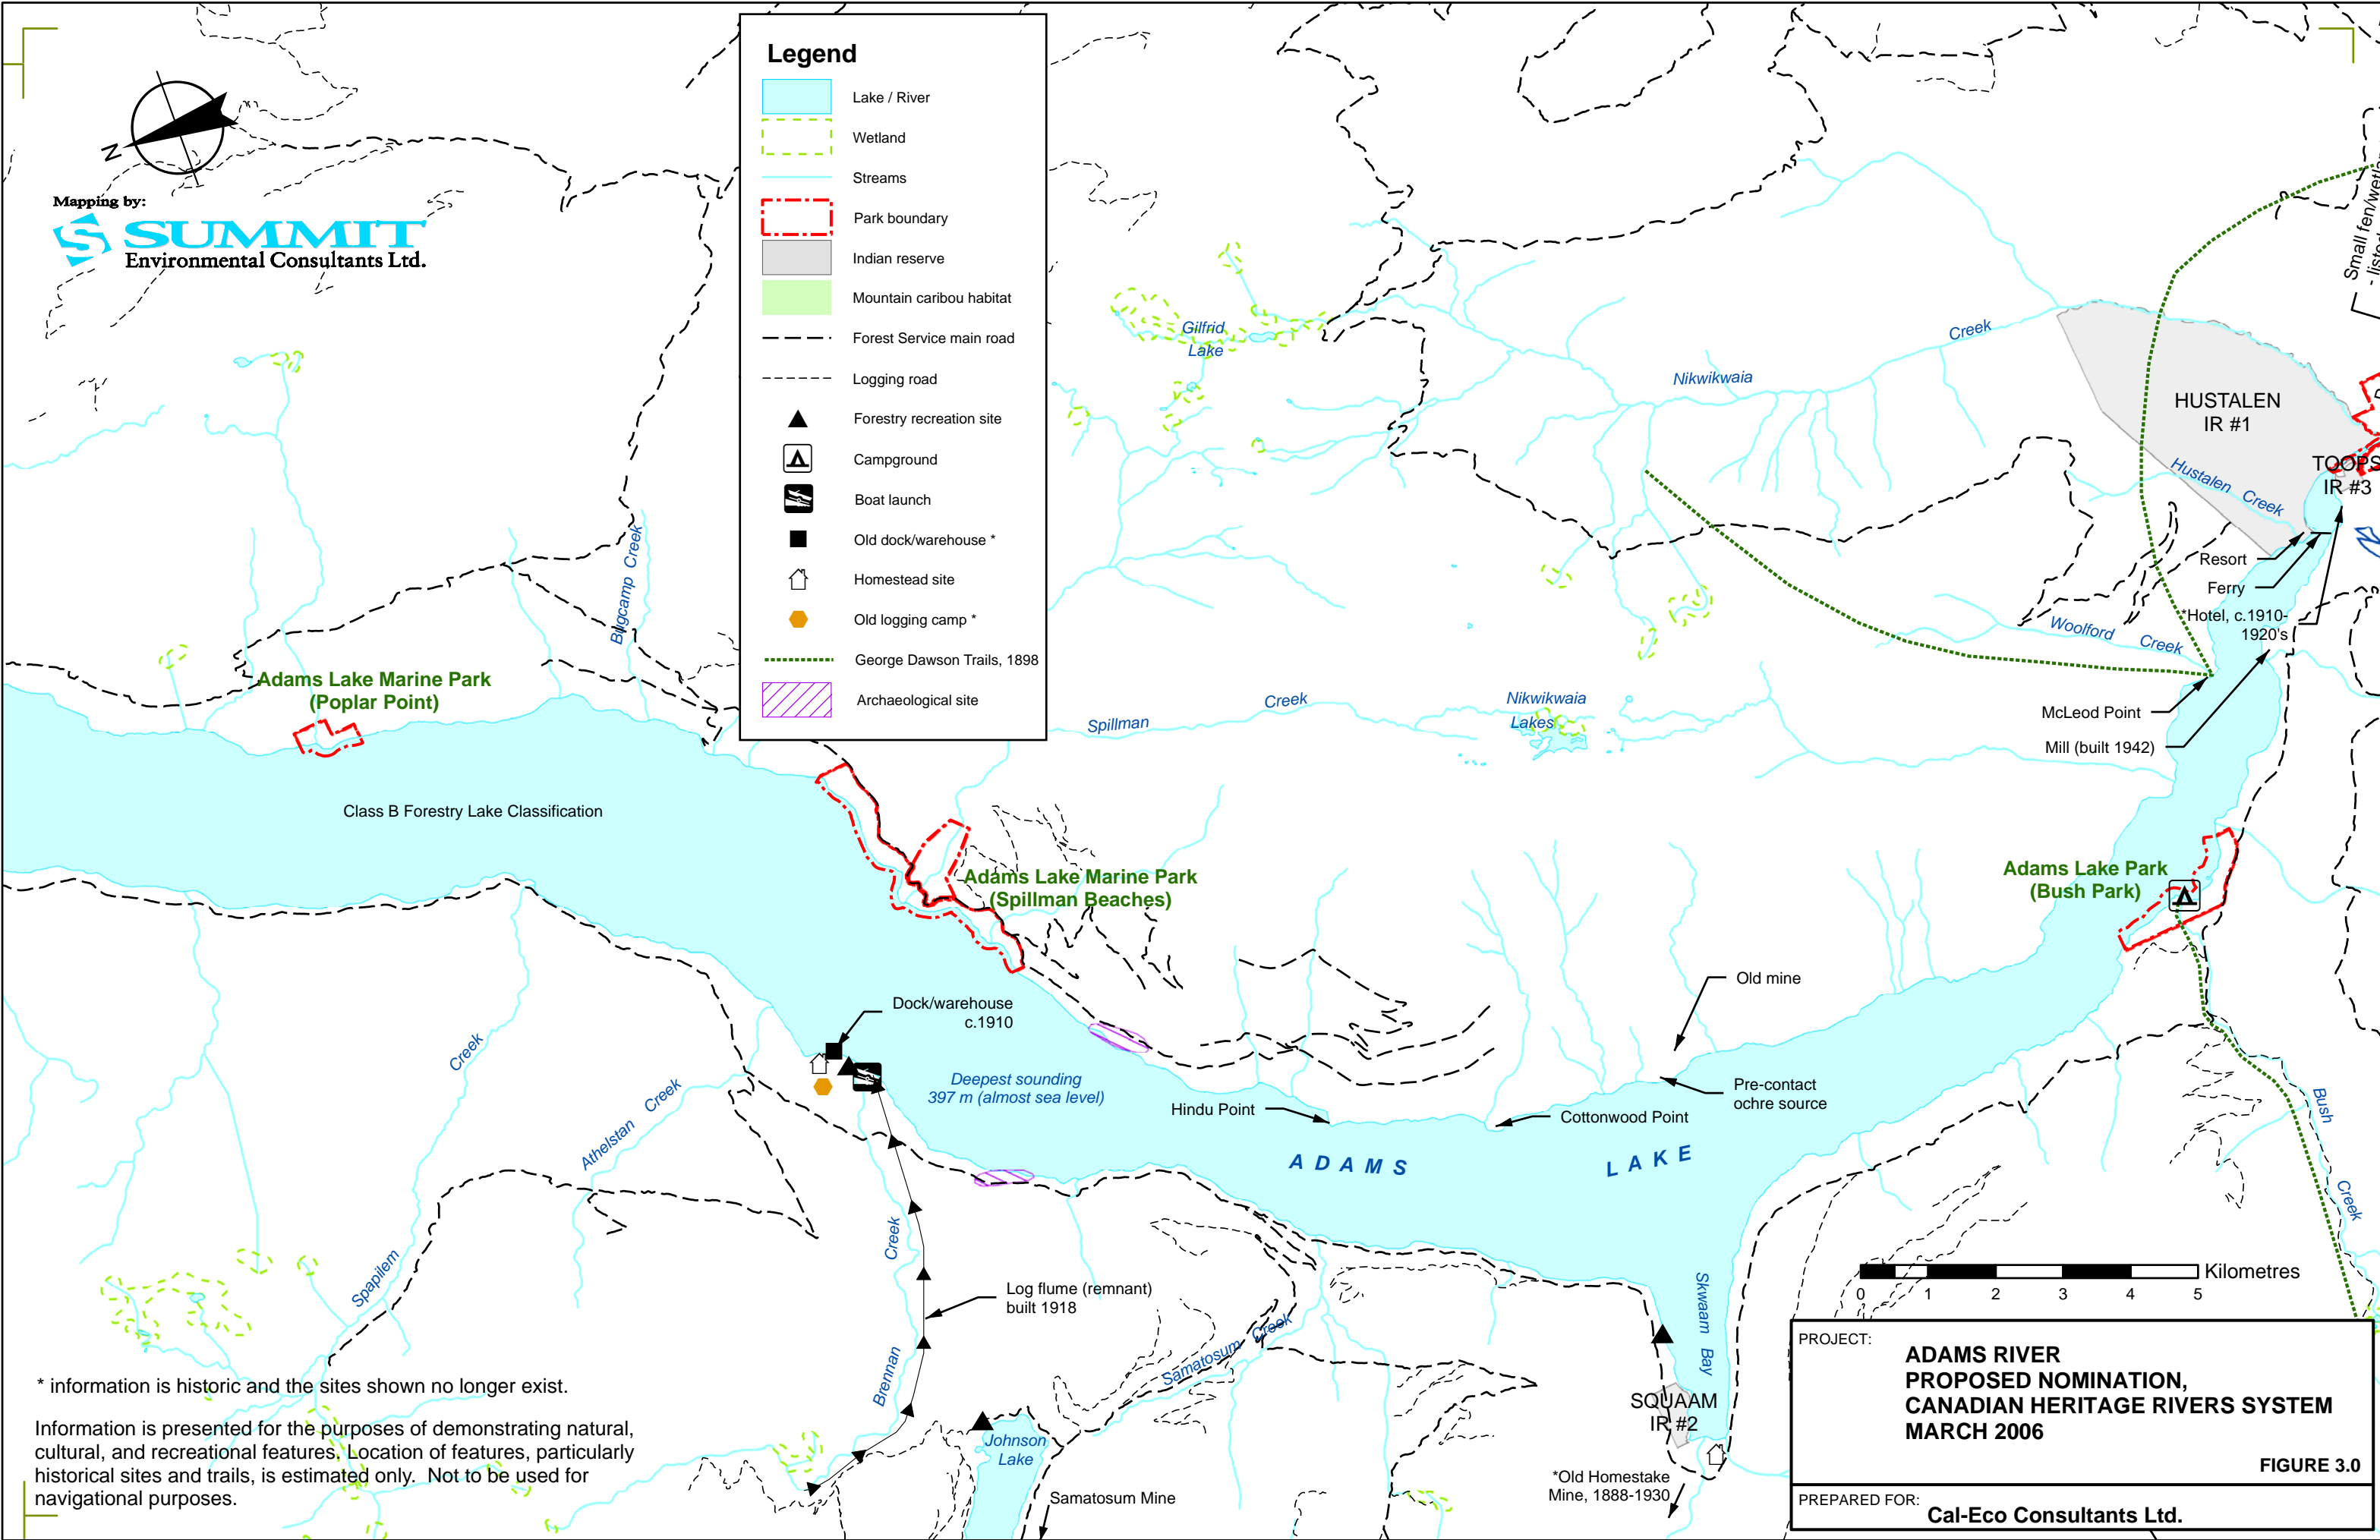 Legend
Lake / River
Wetland
Streams
Park boundary
Indian reserve
Mountain caribou habitat
Forest Service main road
Logging road
Forestry recreation site
Campground
Boat launch
Old dock/warehouse *
Homestead site
Old logging camp *
George Dawson Trails, 1898
Archaeological site
N
Mapping by:
S SUMMIT
Environmental Consultants Ltd.
Gilfrid
Lake
Nikwikwaia
Creek
Small fen/wetla
- listed
HUSTALEN
IR #1
TOOPS
IR #3
Hustalen Creek
Resort
Ferry
*Hotel, c.1910-
1920's
Woolford Creek
McLeod Point
Mill (built 1942)
Bugcamp Creek
Adams Lake Marine Park
(Poplar Point)
Class B Forestry Lake Classification
Spillman Creek
Nikwikwaia
Lakes
Adams Lake Marine Park
(Spillman Beaches)
Adams Lake Park
(Bush Park)
Dock/warehouse
c.1910
Old mine
Deepest sounding
397 m (almost sea level)
Hindu Point
Cottonwood Point
Pre-contact
ochre source
ADAMS LAKE
Creek
Spapilem
Athelstan Creek
Creek
Brennan
Log flume (remnant)
built 1918
Samatosum Creek
Johnson
Lake
Samatosum Mine
Skwaam Bay
SQUAAM
IR #2
*Old Homestake
Mine, 1888-1930
Bush
Creek
Kilometres
0 1 2 3 4 5
* information is historic and the sites shown no longer exist.
Information is presented for the purposes of demonstrating natural,
cultural, and recreational features. Location of features, particularly
historical sites and trails, is estimated only. Not to be used for
navigational purposes.
PROJECT:
ADAMS RIVER
PROPOSED NOMINATION,
CANADIAN HERITAGE RIVERS SYSTEM
MARCH 2006
FIGURE 3.0
PREPARED FOR:
Cal-Eco Consultants Ltd.